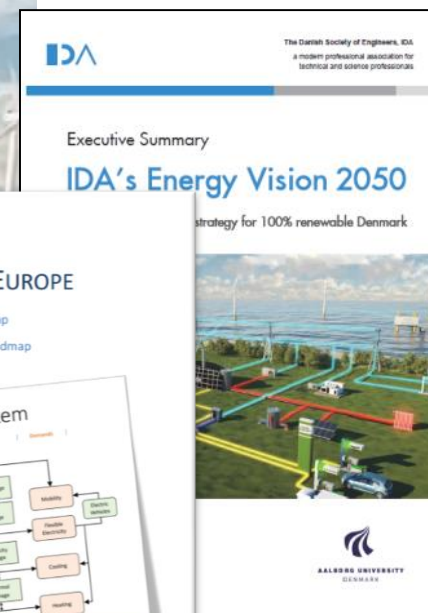 IDA
The Danish Society of Engineers, IDA
a modern professional association for
technical and science professionals
Executive Summary
IDA's Energy Vision 2050
strategy for 100% renewable Denmark
EUROPE
Demands
Mobility
Electric
Vehicles
Flexible
Electricity
Cooling
Heating
AALBORG UNIVERSITY
DENMARK